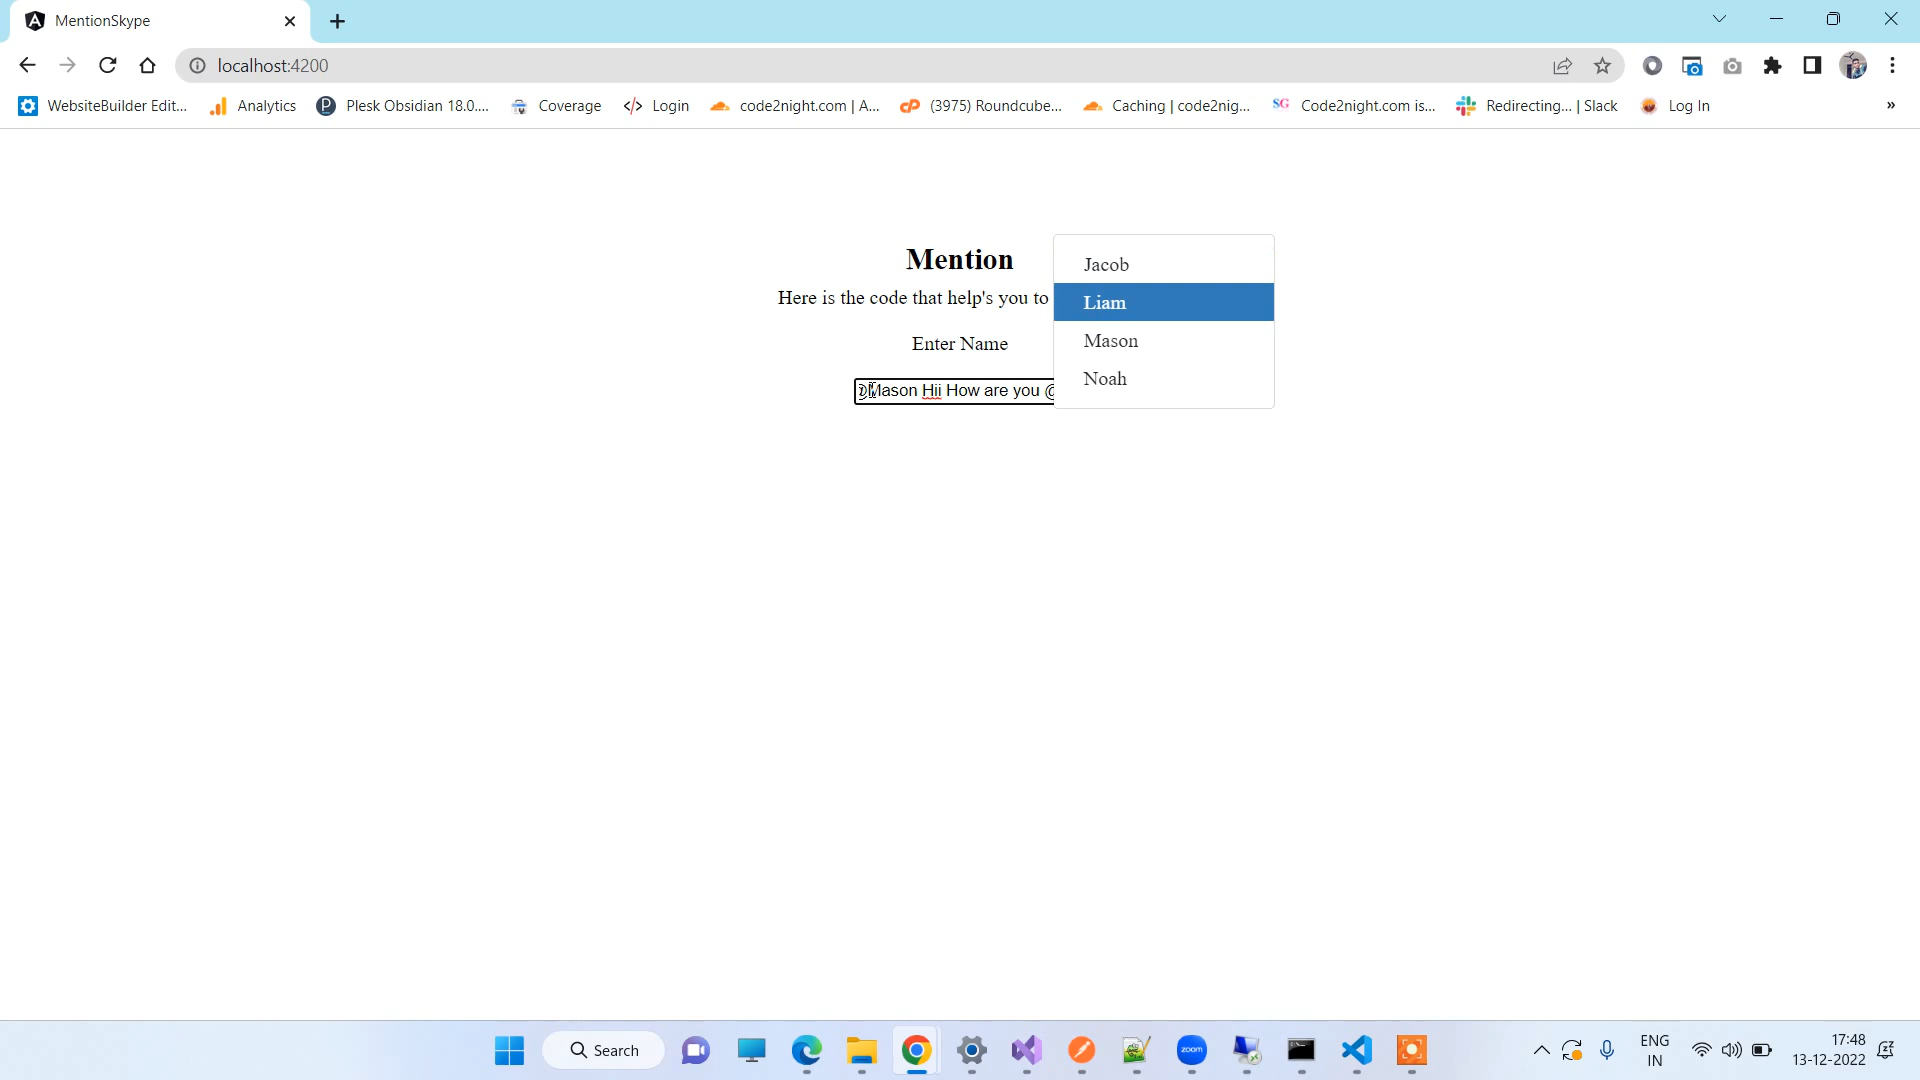 MentionSkype
localhost:4200
WebsiteBuilder Edit... Analytics Plesk Obsidian 18.0.... Coverage Login code2night.com | A... (3975) Roundcube... Caching | code2nig... Code2night.com is... Redirecting... | Slack Log In »
Mention
Here is the code that help's you to
Enter Name
@Mason Hii How are you @
Jacob
Liam
Mason
Noah
Search
zoom
ENG
IN
17:48
13-12-2022